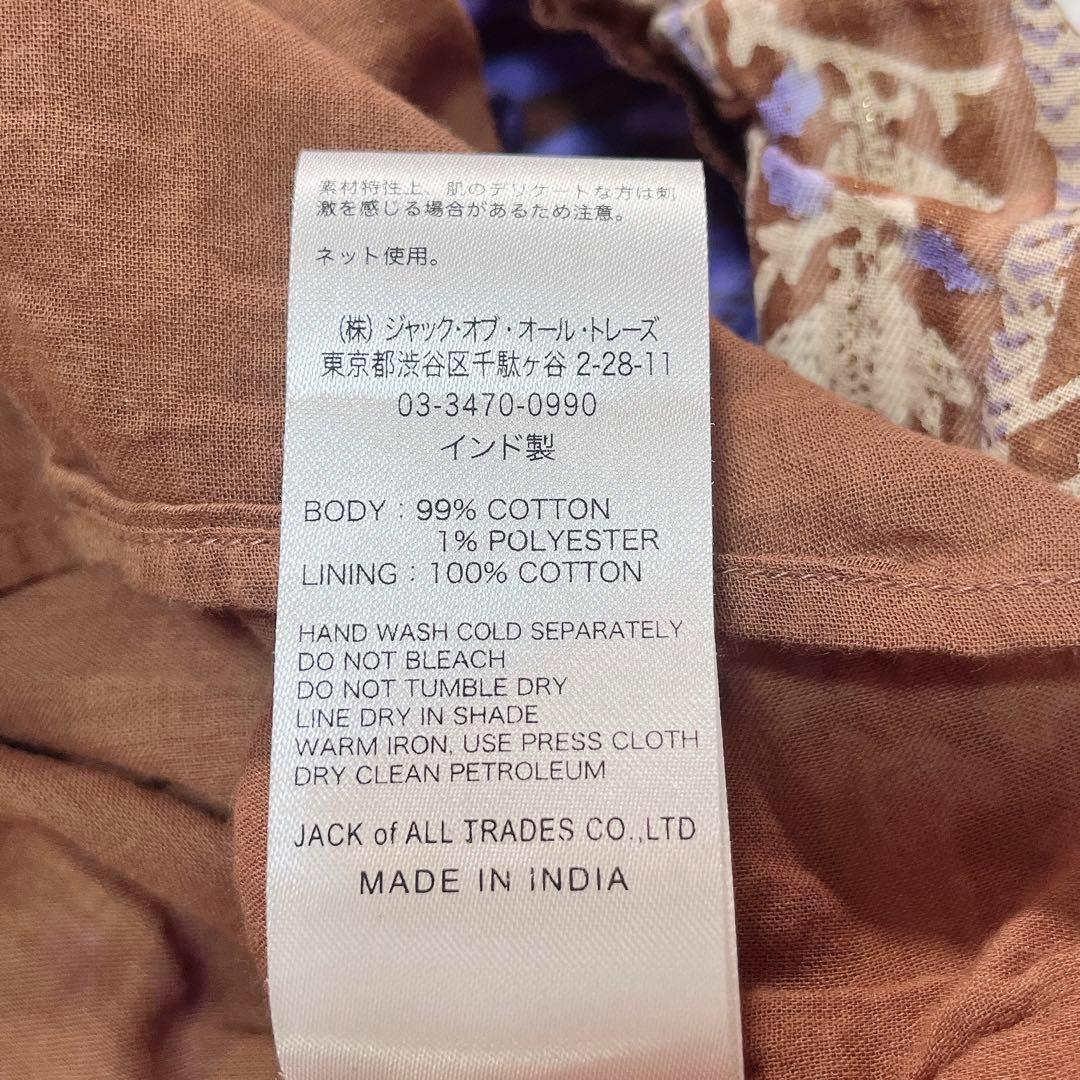 素材特性上、肌のデリケートな方は刺
激を感じる場合があるため注意。
ネット使用。
(株) ジャック・オブ・オール・トレーズ
東京都渋谷区千駄ヶ谷 2-28-11
03-3470-0990
インド製
BODY : 99% COTTON
1% POLYESTER
LINING : 100% COTTON
HAND WASH COLD SEPARATELY
DO NOT BLEACH
DO NOT TUMBLE DRY
LINE DRY IN SHADE
WARM IRON, USE PRESS CLOTH
DRY CLEAN PETROLEUM
JACK of ALL TRADES CO.,LTD
MADE IN INDIA